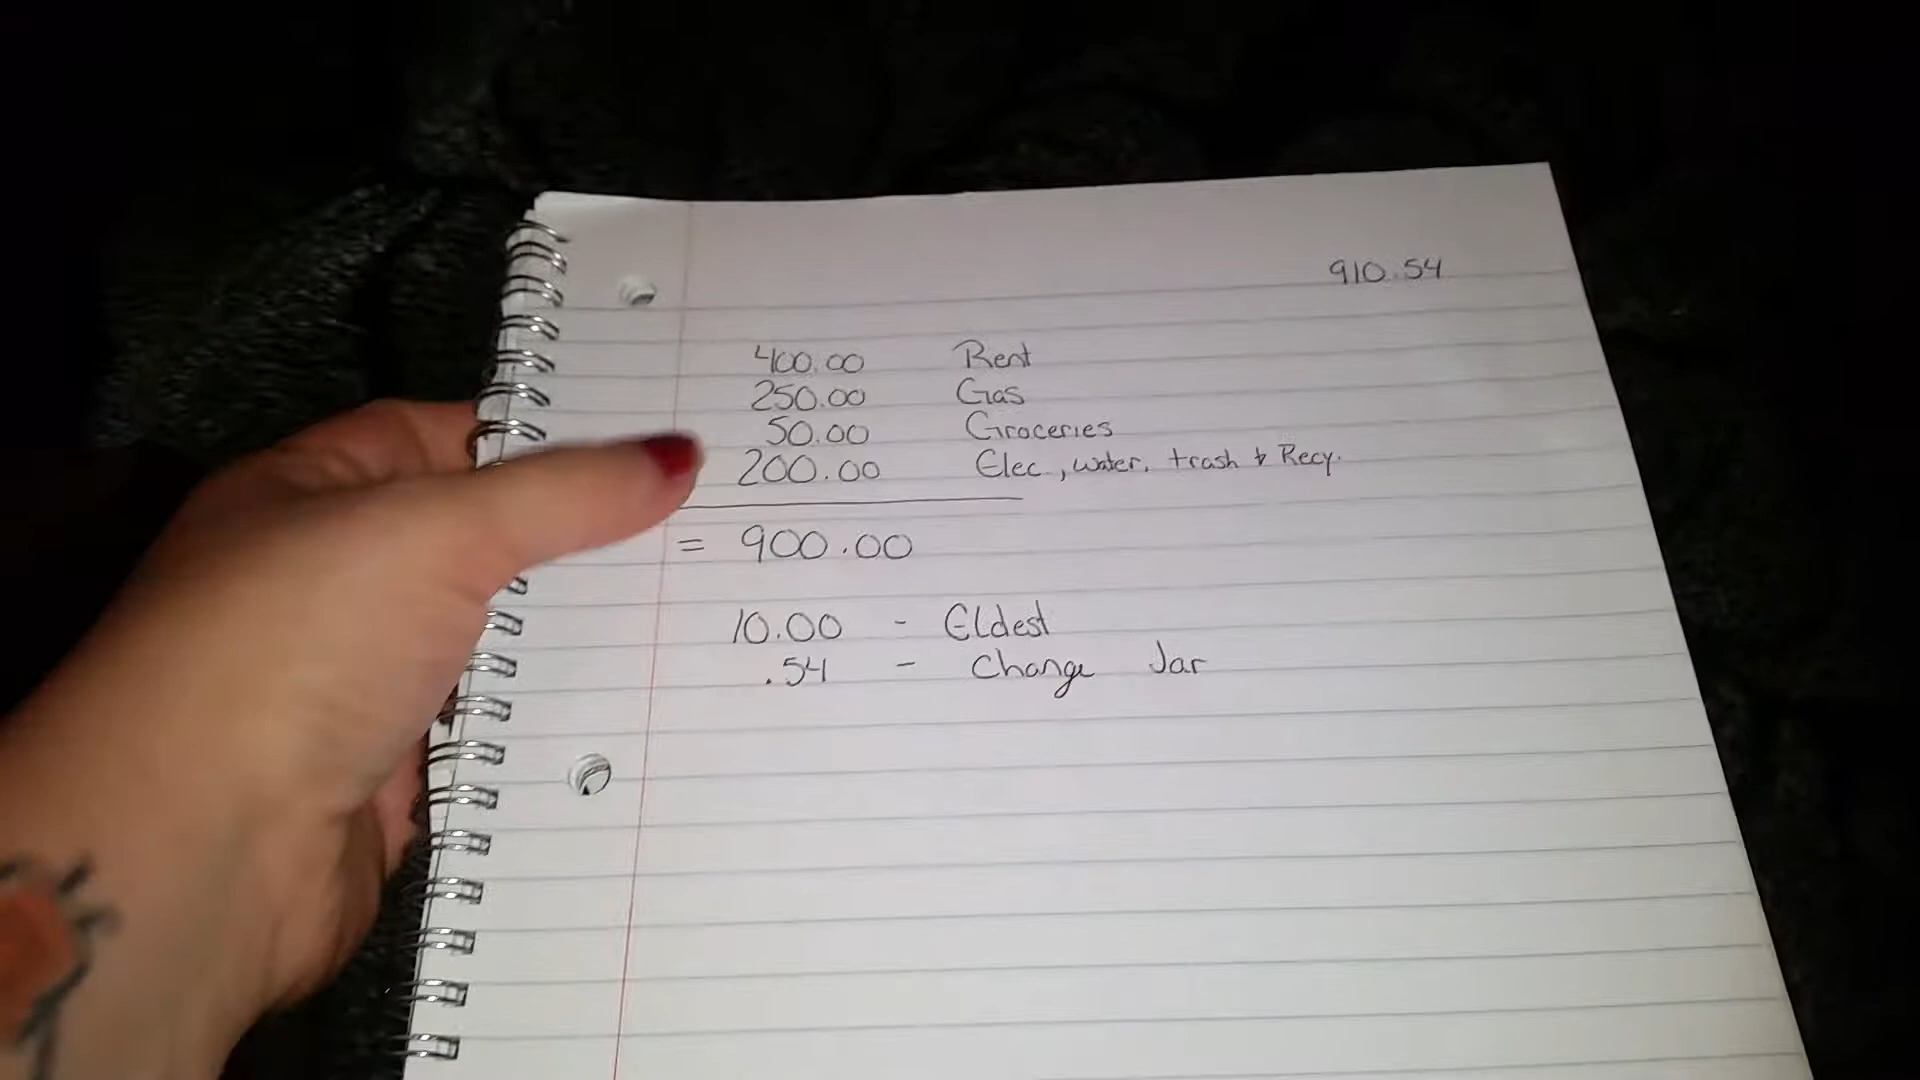 910.54
400.00 Rent
250.00 Gas
50.00 Groceries
200.00 Elec., water, trash & Recy.
= 900.00
10.00 - Eldest
.54 - Change Jar